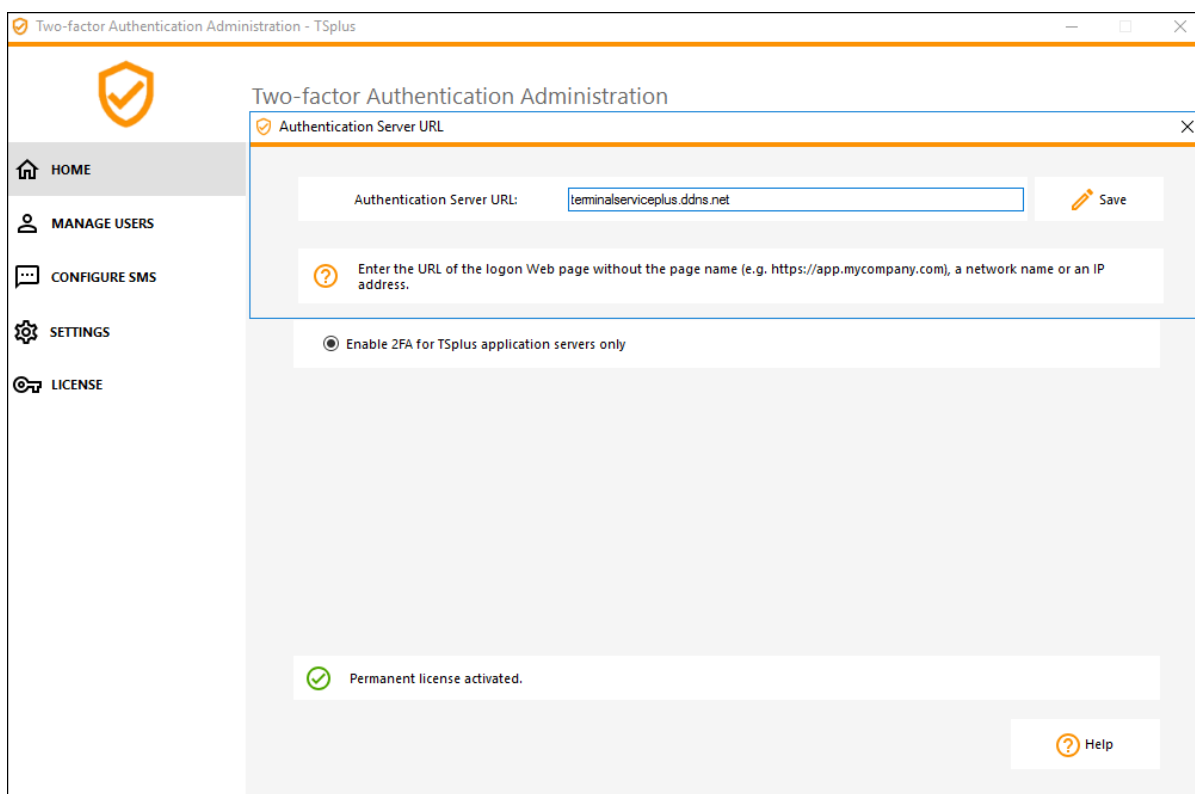 Two-factor Authentication Administration - TSplus
Two-factor Authentication Administration
Authentication Server URL
HOME
Authentication Server URL:
terminalserviceplus.ddns.net
Save
MANAGE USERS
CONFIGURE SMS
Enter the URL of the logon Web page without the page name (e.g. https://app.mycompany.com), a network name or an IP
address.
SETTINGS
Enable 2FA for TSplus application servers only
LICENSE
Permanent license activated.
Help